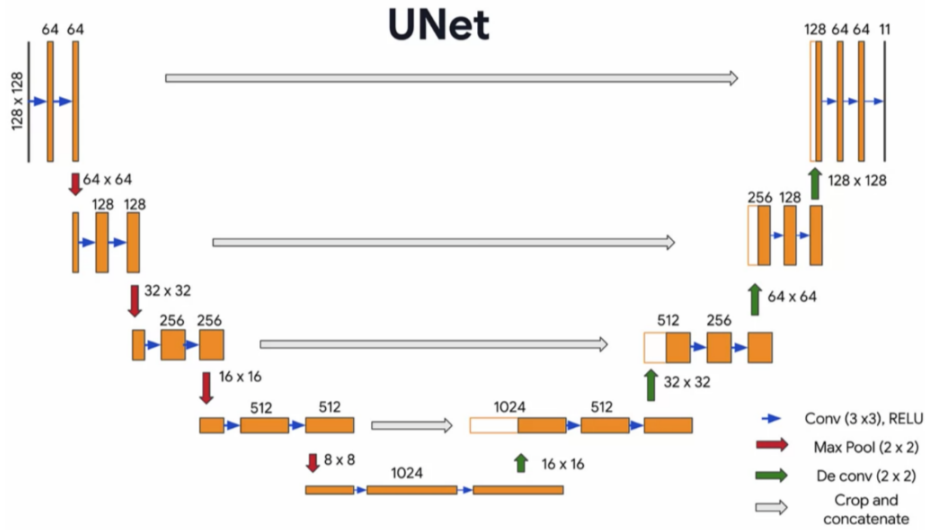 UNet
64 64
128 64 64 11
128 x 128
64 x 64
128 x 128
128 128
256 128
32 x 32
64 x 64
256 256
512 256
16 x 16
32 x 32
512 512
1024 512
8 x 8
16 x 16
1024
Conv (3 x3), RELU
Max Pool (2 x 2)
De conv (2 x 2)
Crop and
concatenate